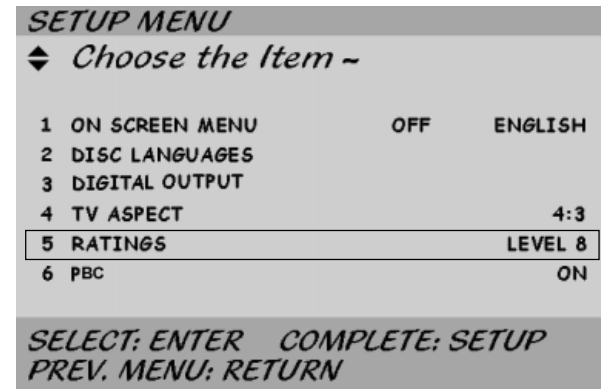 SETUP MENU
Choose the Item ~
1 ON SCREEN MENU OFF ENGLISH
2 DISC LANGUAGES
3 DIGITAL OUTPUT
4 TV ASPECT 4:3
5 RATINGS LEVEL 8
6 PBC ON
SELECT: ENTER COMPLETE: SETUP
PREV. MENU: RETURN